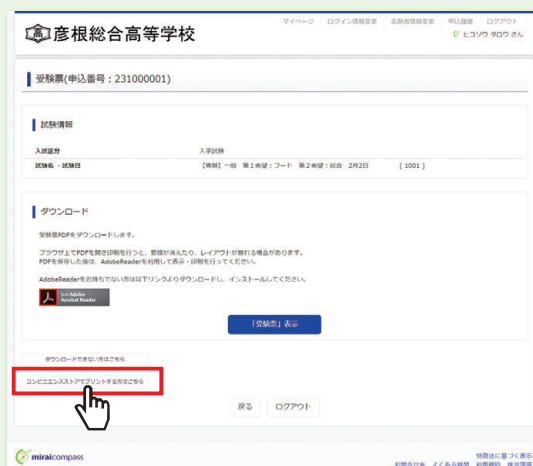 彦根総合高等学校
マイページ ログイン情報変更 志願者情報変更 申込履歴 ログアウト
ヒコソウ タロウ さん
受験票(申込番号：231000001)
試験情報
入試区分 入学試験
試験名・試験日 【専願】一般 第1希望：フード 第2希望：総合 2月2日 [ 1001 ]
ダウンロード
受験票PDFをダウンロードします。
ブラウザ上でPDFを開き印刷を行うと、罫線が消えたり、レイアウトが崩れる場合があります。
PDFを保存した後は、AdobeReaderを利用して表示・印刷を行ってください。
AdobeReaderをお持ちでない方は以下リンクよりダウンロードし、インストールしてください。
Get Adobe
Acrobat Reader
「受験票」表示
ダウンロードできない方はこちら
コンビニエンスストアでプリントする方はこちら
戻る ログアウト
miraicompass
特商法に基づく表示
お問合せ先 よくある質問 利用規約 推奨環境